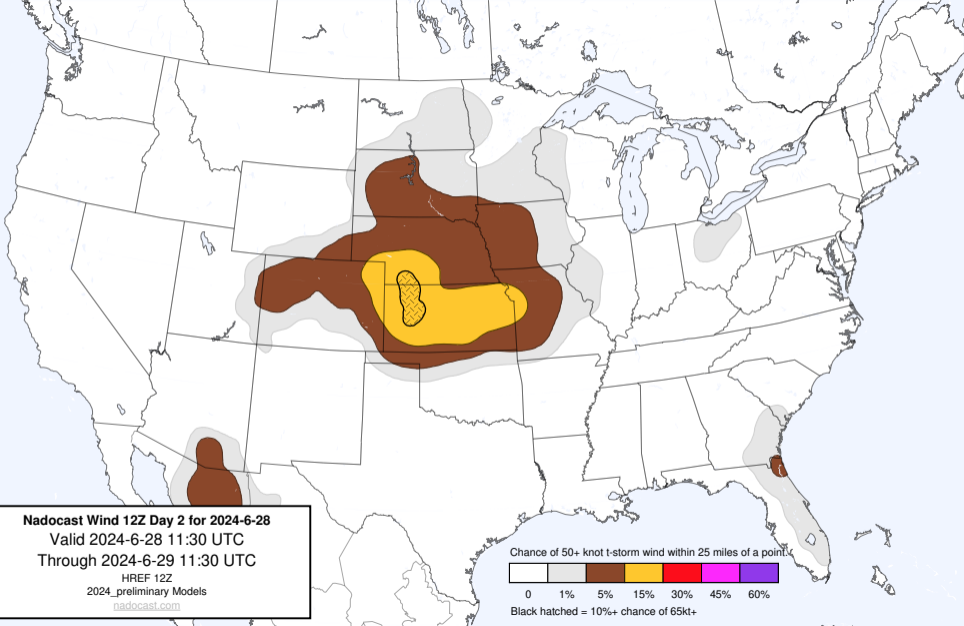 Nadocast Wind 12Z Day 2 for 2024-6-28
Valid 2024-6-28 11:30 UTC
Through 2024-6-29 11:30 UTC
HREF 12Z
2024_preliminary Models
nadocast.com
Chance of 50+ knot t-storm wind within 25 miles of a point.
0 1% 5% 15% 30% 45% 60%
Black hatched = 10%+ chance of 65kt+